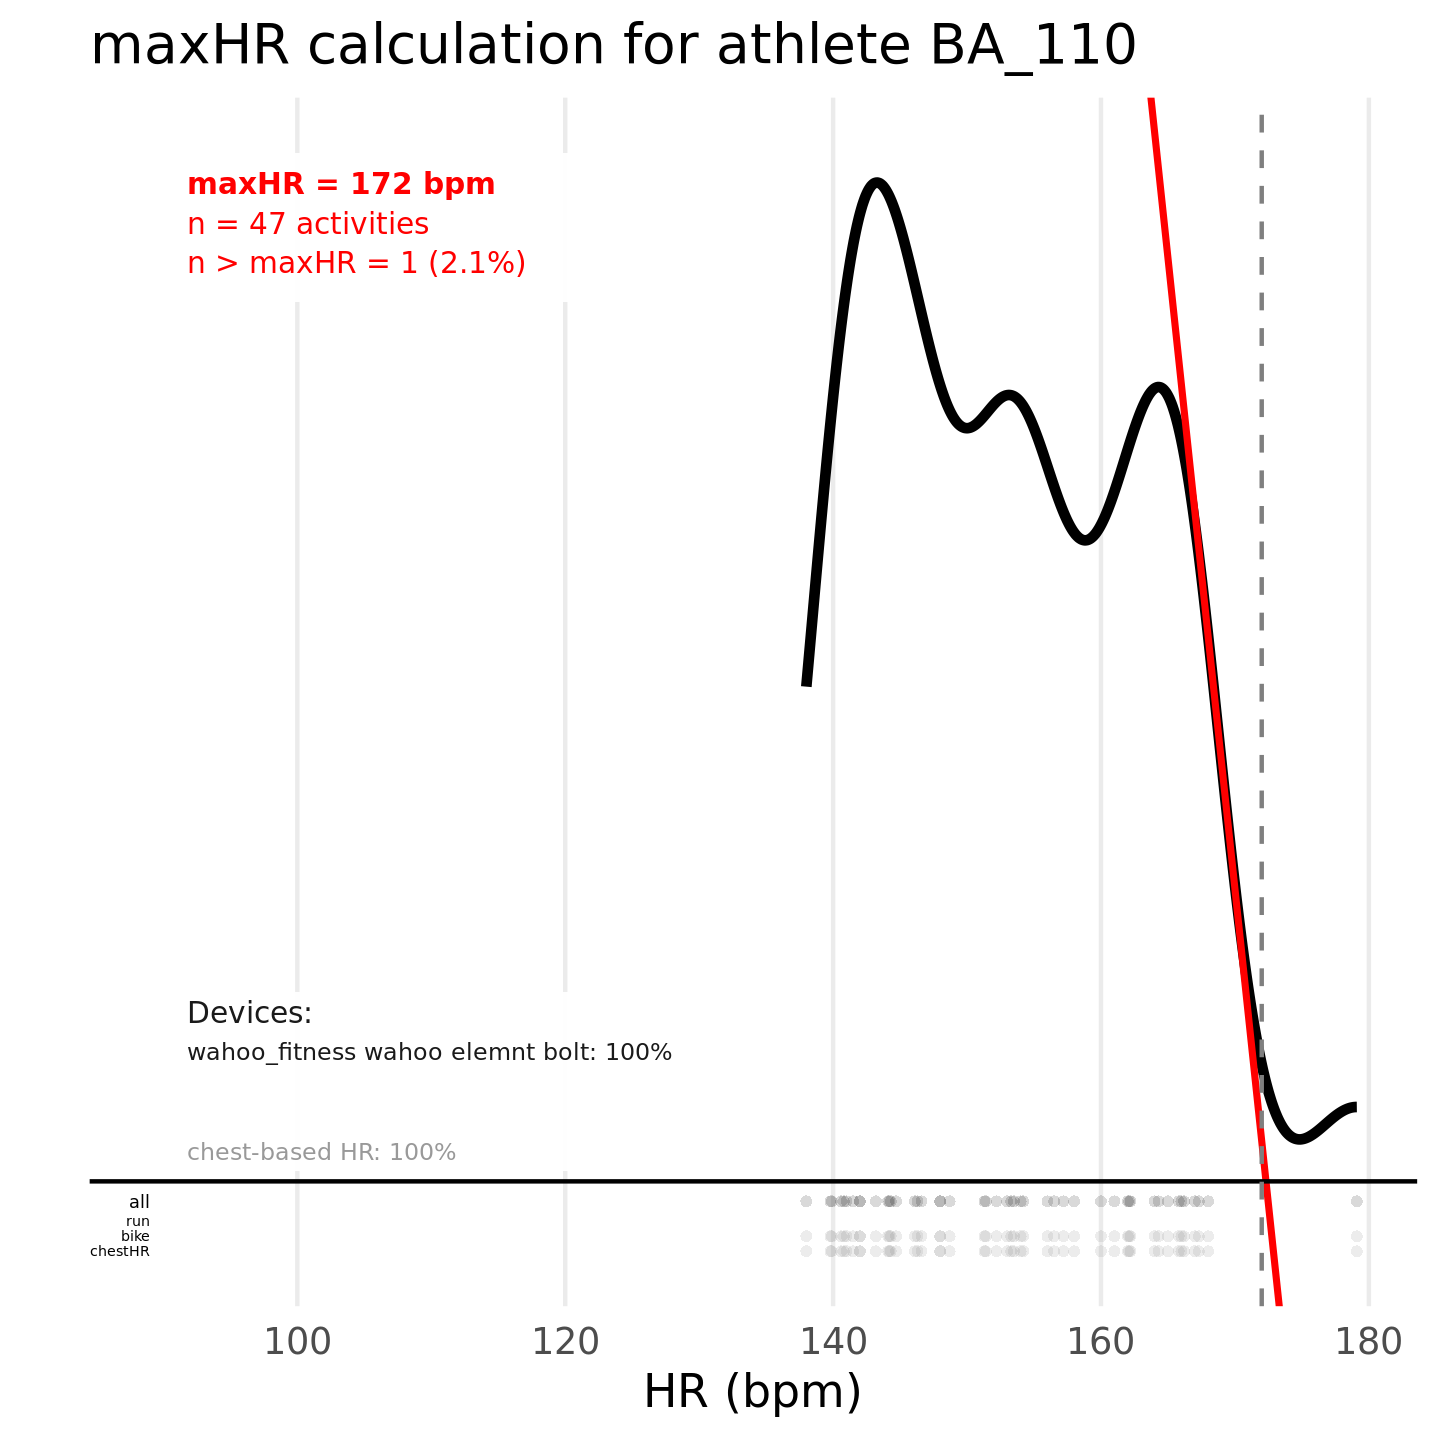 maxHR calculation for athlete BA_110
maxHR = 172 bpm
n = 47 activities
n > maxHR = 1 (2.1%)
Devices:
wahoo_fitness wahoo elemnt bolt: 100%
chest-based HR: 100%
all
run
bike
chestHR
100 120 140 160 180
HR (bpm)